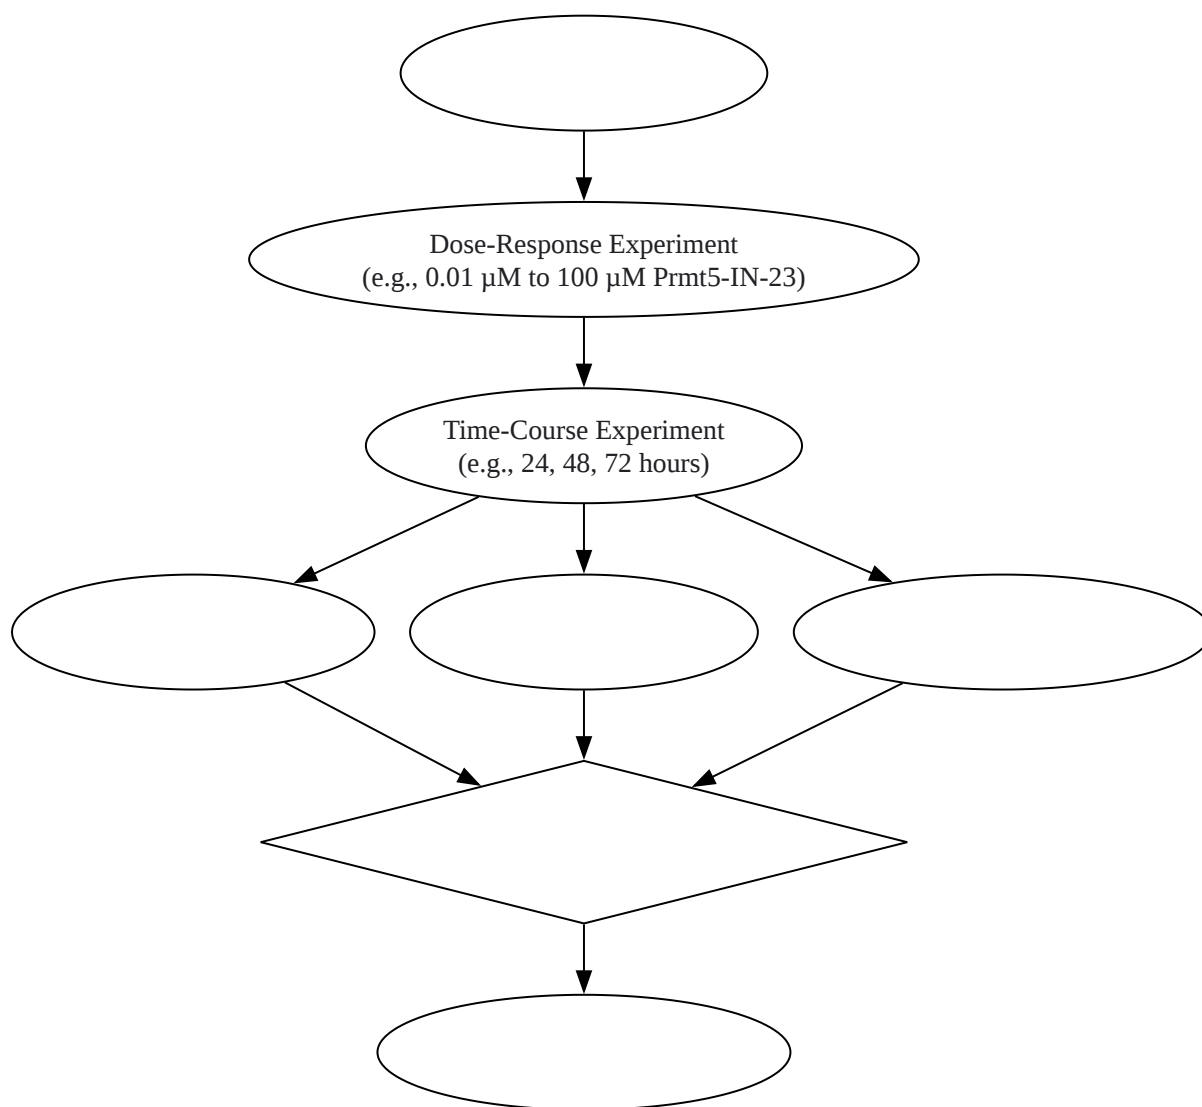 Dose-Response Experiment
(e.g., 0.01 µM to 100 µM Prmt5-IN-23)
Time-Course Experiment
(e.g., 24, 48, 72 hours)